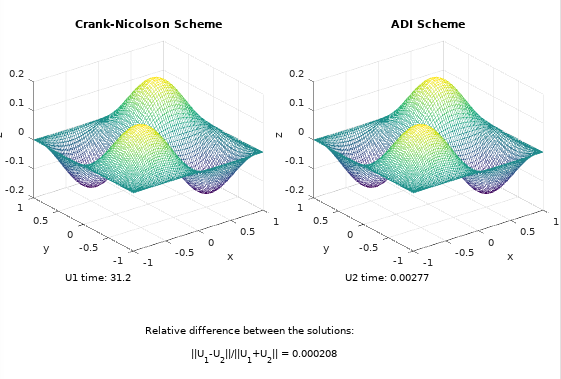 Crank-Nicolson Scheme
ADI Scheme
0.2
0.1
0
-0.1
-0.2
z
1
0.5
0
-0.5
-1
y
-1
-0.5
0
0.5
1
x
U1 time: 31.2
0.2
0.1
0
-0.1
-0.2
z
1
0.5
0
-0.5
-1
y
-1
-0.5
0
0.5
1
x
U2 time: 0.00277
Relative difference between the solutions:
||U1-U2||/||U1+U2|| = 0.000208